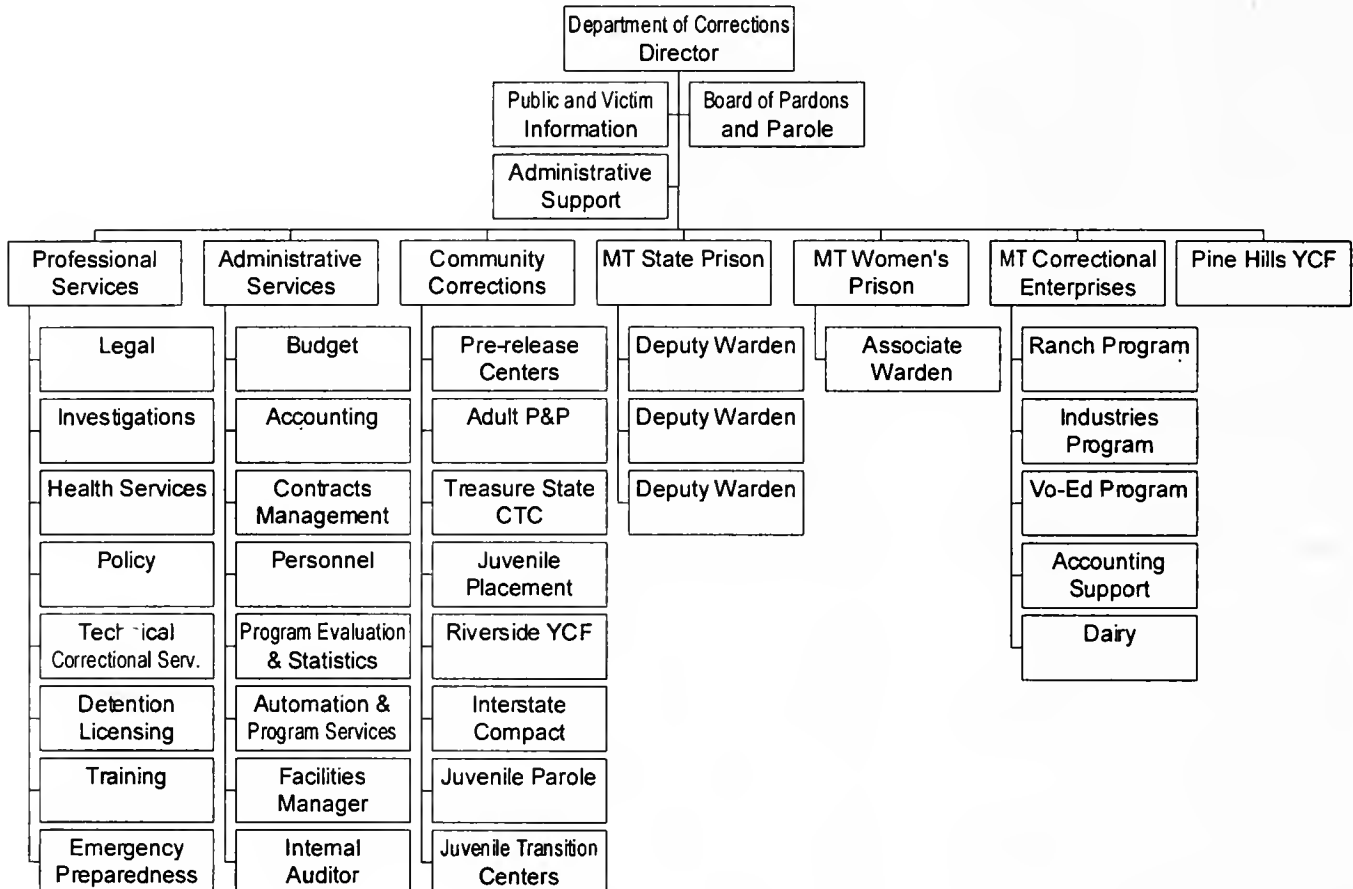 Department of Corrections
Director
Public and Victim
Information
Board of Pardons
and Parole
Administrative
Support
Professional
Services
Administrative
Services
Community
Corrections
MT State Prison
MT Women's
Prison
MT Correctional
Enterprises
Pine Hills YCF
Legal
Investigations
Health Services
Policy
Technical
Correctional Serv.
Detention
Licensing
Training
Emergency
Preparedness
Budget
Accounting
Contracts
Management
Personnel
Program Evaluation
& Statistics
Automation &
Program Services
Facilities
Manager
Internal
Auditor
Pre-release
Centers
Adult P&P
Treasure State
CTC
Juvenile
Placement
Riverside YCF
Interstate
Compact
Juvenile Parole
Juvenile Transition
Centers
Deputy Warden
Deputy Warden
Deputy Warden
Associate
Warden
Ranch Program
Industries
Program
Vo-Ed Program
Accounting
Support
Dairy